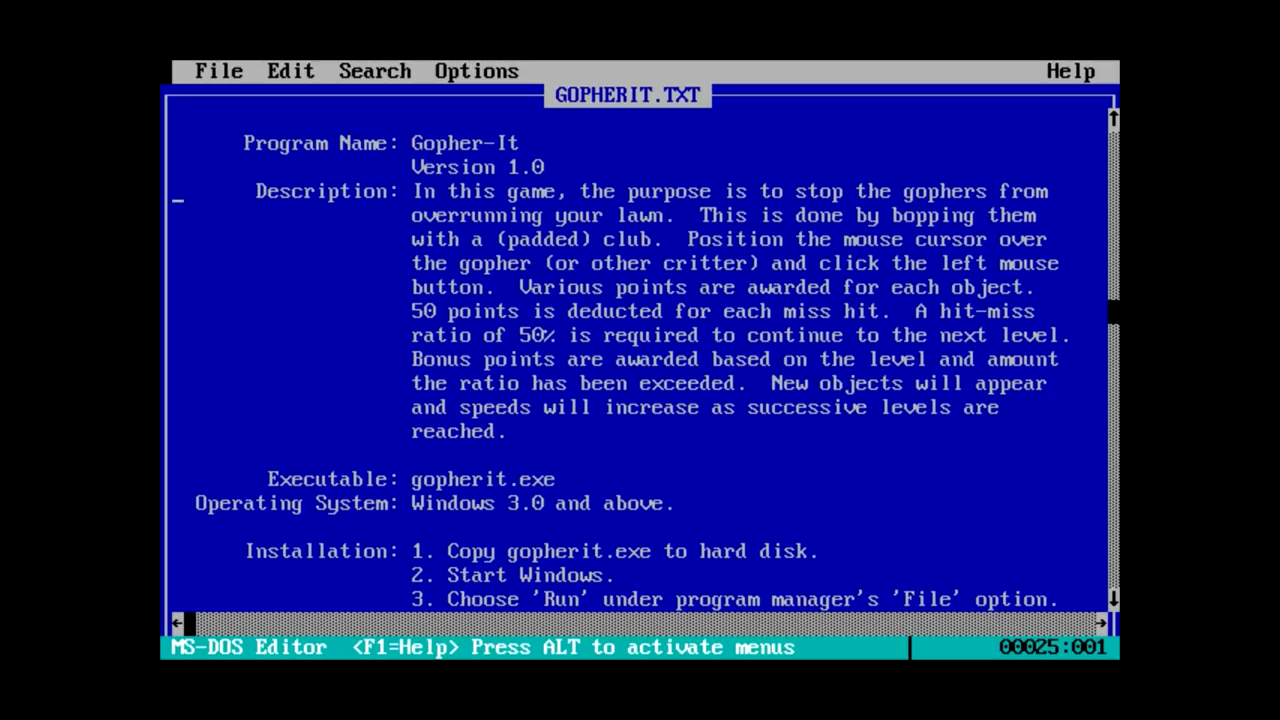 File Edit Search Options Help
GOPHERIT.TXT
Program Name: Gopher-It
Version 1.0
Description: In this game, the purpose is to stop the gophers from
overrunning your lawn. This is done by bopping them
with a (padded) club. Position the mouse cursor over
the gopher (or other critter) and click the left mouse
button. Various points are awarded for each object.
50 points is deducted for each miss hit. A hit-miss
ratio of 50% is required to continue to the next level.
Bonus points are awarded based on the level and amount
the ratio has been exceeded. New objects will appear
and speeds will increase as successive levels are
reached.
Executable: gopherit.exe
Operating System: Windows 3.0 and above.
Installation: 1. Copy gopherit.exe to hard disk.
2. Start Windows.
3. Choose 'Run' under program manager's 'File' option.
MS-DOS Editor <F1=Help> Press ALT to activate menus 00025:001